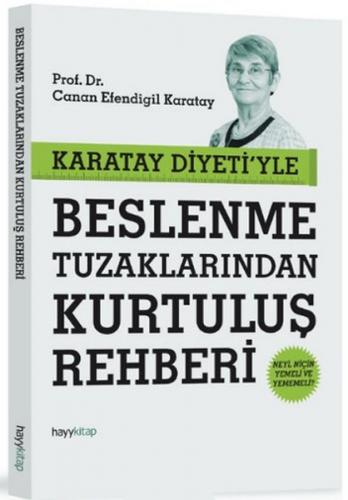 BESLENME TUZAKLARINDAN KURTULUŞ REHBERİ
hayykitap
Prof. Dr.
Canan Efendigil Karatay
KARATAY DİYETİ'YLE
BESLENME
TUZAKLARINDAN
KURTULUŞ
REHBERİ
NEYİ, NİÇİN
YEMELİ VE
YEMEMELİ?
hayykitap